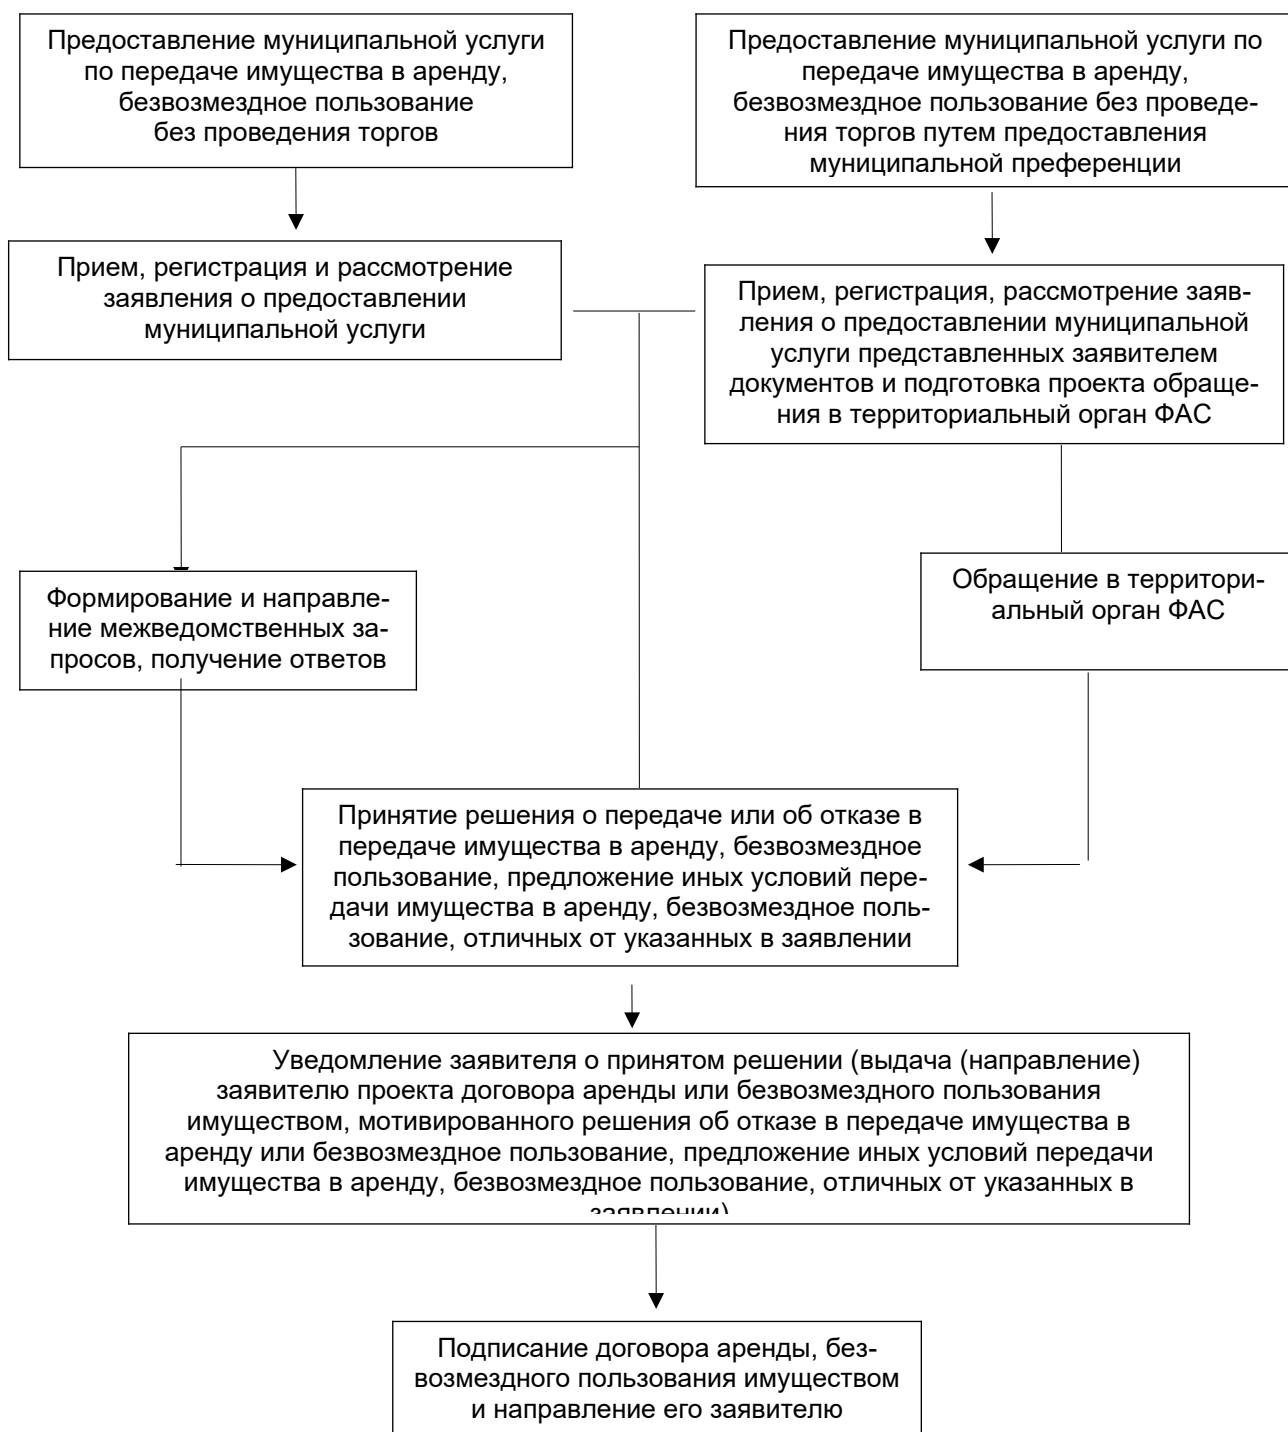 Предоставление муниципальной услуги
по передаче имущества в аренду,
безвозмездное пользование
без проведения торгов
Предоставление муниципальной услуги по
передаче имущества в аренду,
безвозмездное пользование без проведе-
ния торгов путем предоставления
муниципальной преференции
Прием, регистрация и рассмотрение
заявления о предоставлении
муниципальной услуги
Прием, регистрация, рассмотрение заяв-
ления о предоставлении муниципальной
услуги представленных заявителем
документов и подготовка проекта обраще-
ния в территориальный орган ФАС
Формирование и направле-
ние межведомственных за-
просов, получение ответов
Обращение в территори-
альный орган ФАС
Принятие решения о передаче или об отказе в
передаче имущества в аренду, безвозмездное
пользование, предложение иных условий пере-
дачи имущества в аренду, безвозмездное поль-
зование, отличных от указанных в заявлении
Уведомление заявителя о принятом решении (выдача (направление)
заявителю проекта договора аренды или безвозмездного пользования
имуществом, мотивированного решения об отказе в передаче имущества в
аренду или безвозмездное пользование, предложение иных условий передачи
имущества в аренду, безвозмездное пользование, отличных от указанных в
заявлении)
Подписание договора аренды, без-
возмездного пользования имуществом
и направление его заявителю